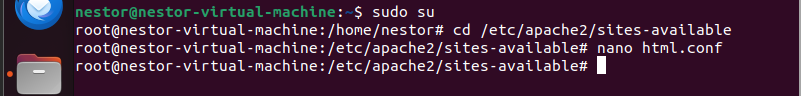 nestor@nestor-virtual-machine:~$ sudo su
root@nestor-virtual-machine:/home/nestor# cd /etc/apache2/sites-available
root@nestor-virtual-machine:/etc/apache2/sites-available# nano html.conf
root@nestor-virtual-machine:/etc/apache2/sites-available#